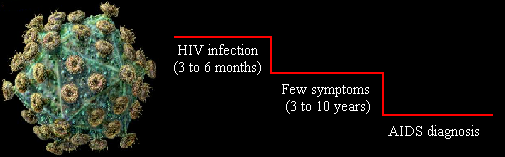 HIV infection
(3 to 6 months)
Few symptoms
(3 to 10 years)
AIDS diagnosis